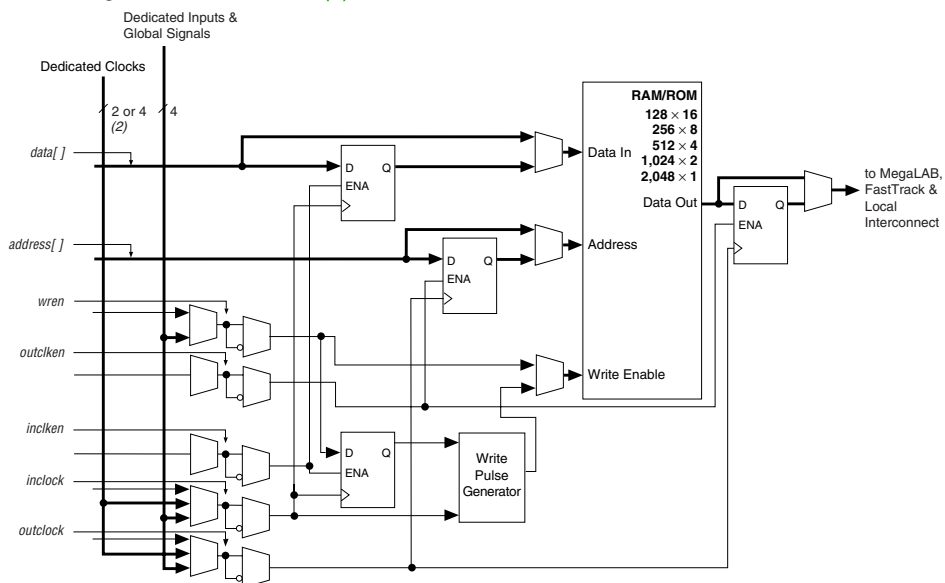 Dedicated Inputs &
Global Signals
Dedicated Clocks
2 or 4
(2)
4
RAM/ROM
128 × 16
256 × 8
512 × 4
1,024 × 2
2,048 × 1
data[ ]
D Q
ENA
Data In
Data Out
D Q
ENA
to MegaLAB,
FastTrack &
Local
Interconnect
address[ ]
D Q
ENA
Address
wren
outclken
Write Enable
inclken
D Q
ENA
Write
Pulse
Generator
inclock
outclock